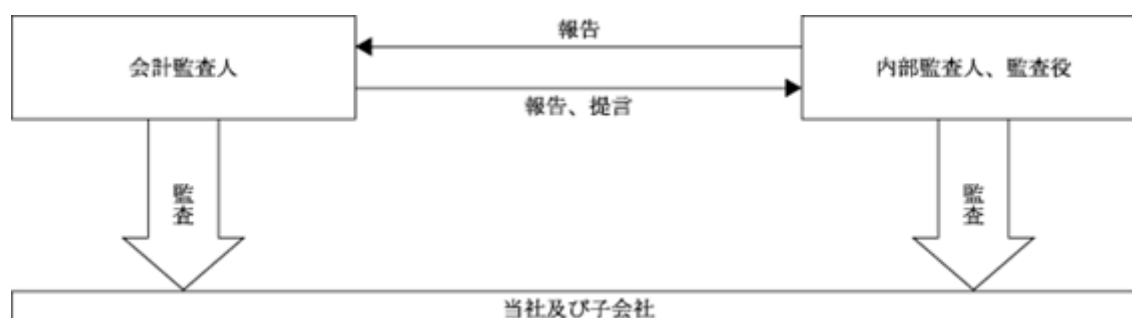 報告
会計監査人
内部監査人、監査役
報告、提言
監査
監査
当社及び子会社